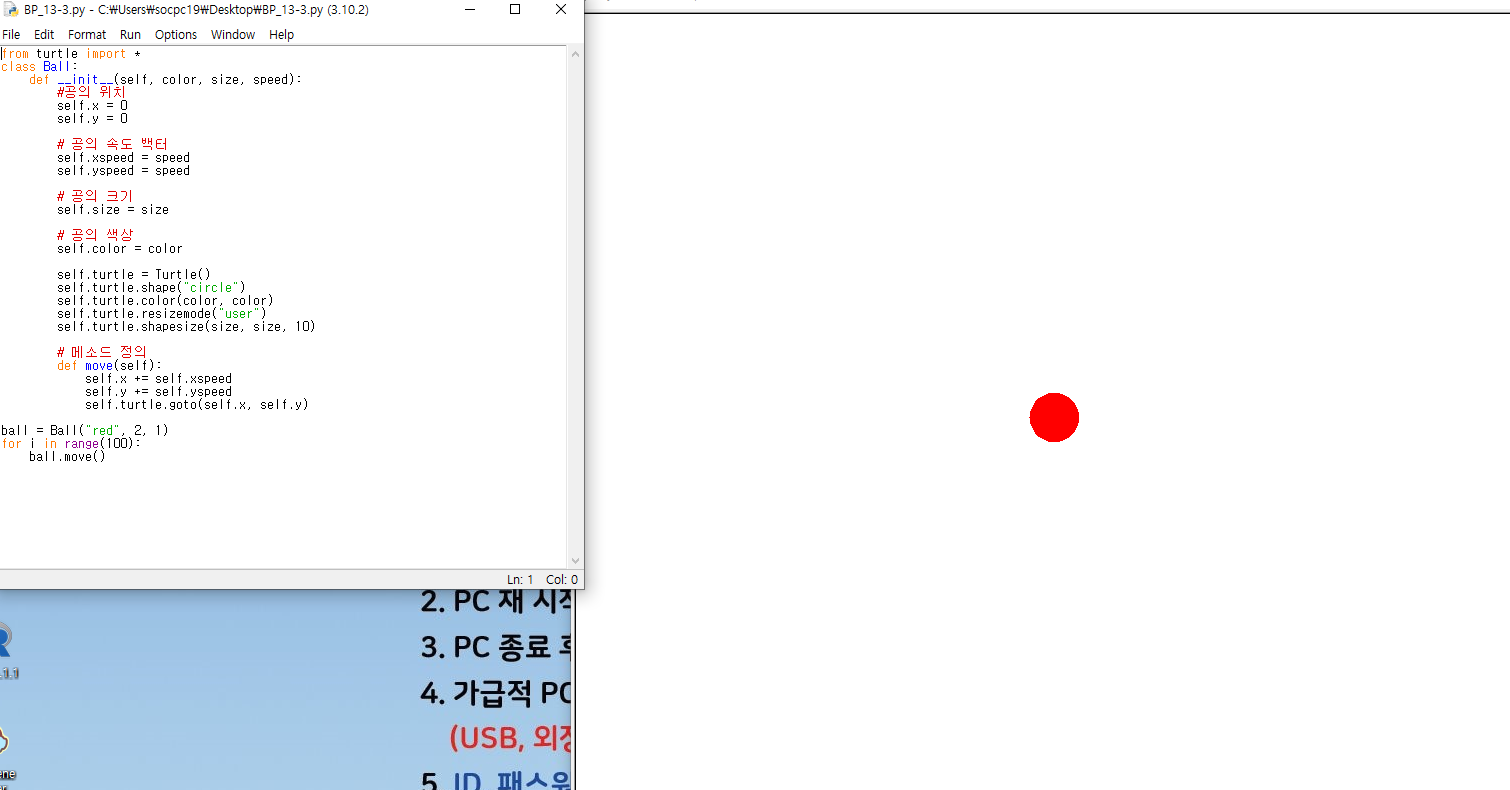 BP_13-3.py - C:\Users\socpc19\Desktop\BP_13-3.py (3.10.2)
File Edit Format Run Options Window Help
from turtle import *
class Ball:
    def __init__(self, color, size, speed):
        #공의 위치
        self.x = 0
        self.y = 0
        # 공의 속도 백터
        self.xspeed = speed
        self.yspeed = speed
        # 공의 크기
        self.size = size
        # 공의 색상
        self.color = color
        self.turtle = Turtle()
        self.turtle.shape("circle")
        self.turtle.color(color, color)
        self.turtle.resizemode("user")
        self.turtle.shapesize(size, size, 10)
        # 메소드 정의
        def move(self):
            self.x += self.xspeed
            self.y += self.yspeed
            self.turtle.goto(self.x, self.y)
ball = Ball("red", 2, 1)
for i in range(100):
    ball.move()
Ln: 1 Col: 0
2. PC 재 시
3. PC 종료
4. 가급적 PC
(USB, 외
5. ID, 패스